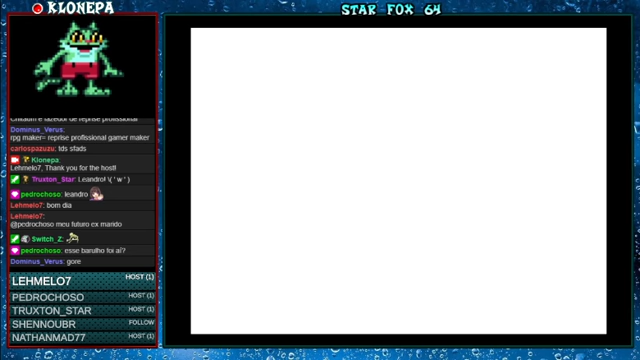 KLONEPA
STAR FOX 64
Dominus_Verus:
rpg maker= reprise profissional gamer maker
carlospazuzu: tds sfads
Klonepa:
Lehmelo7, Thank you for the host!
Truxton_Star: Leandro! \( ' w ' )
pedrochoso: leandro
Lehmelo7: bom dia
Lehmelo7:
@pedrochoso meu futuro ex marido
Switch_Z:
pedrochoso: esse barulho foi aí?
Dominus_Verus: gore
LEHMELO7 HOST (1)
PEDROCHOSO HOST (1)
TRUXTON_STAR HOST (1)
SHENNOUBR FOLLOW
NATHANMAD77 HOST (1)